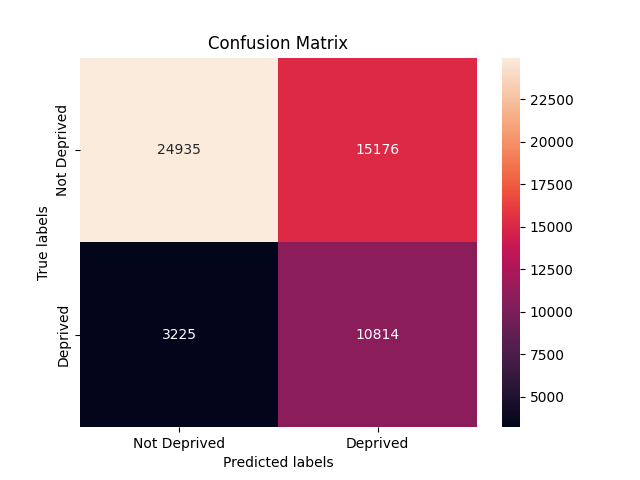 Confusion Matrix
True labels
Not Deprived
24935
15176
Deprived
3225
10814
Not Deprived
Deprived
Predicted labels
22500
20000
17500
15000
12500
10000
7500
5000